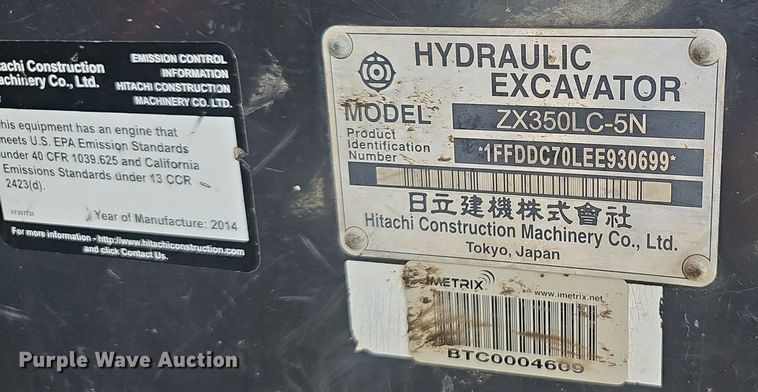 itachi Construction
achinery Co., Ltd.
EMISSION CONTROL
INFORMATION
HITACHI CONSTRUCTION
MACHINERY CO. LTD.
his equipment has an engine that
meets U.S. EPA Emission Standards
under 40 CFR 1039.625 and California
Emissions Standards under 13 CCR
2423(d).
Year of Manufacture: 2014
For more information - http://www.hitachiconstruction.com
and click Contact Us.
HYDRAULIC
EXCAVATOR
MODEL ZX350LC-5N
Product
Identification
Number *1FFDDC70LEE930699*
日立建機株式會社
Hitachi Construction Machinery Co., Ltd.
Tokyo, Japan
IMETRIX
www.imetrix.net
BTC0004609
Purple Wave Auction